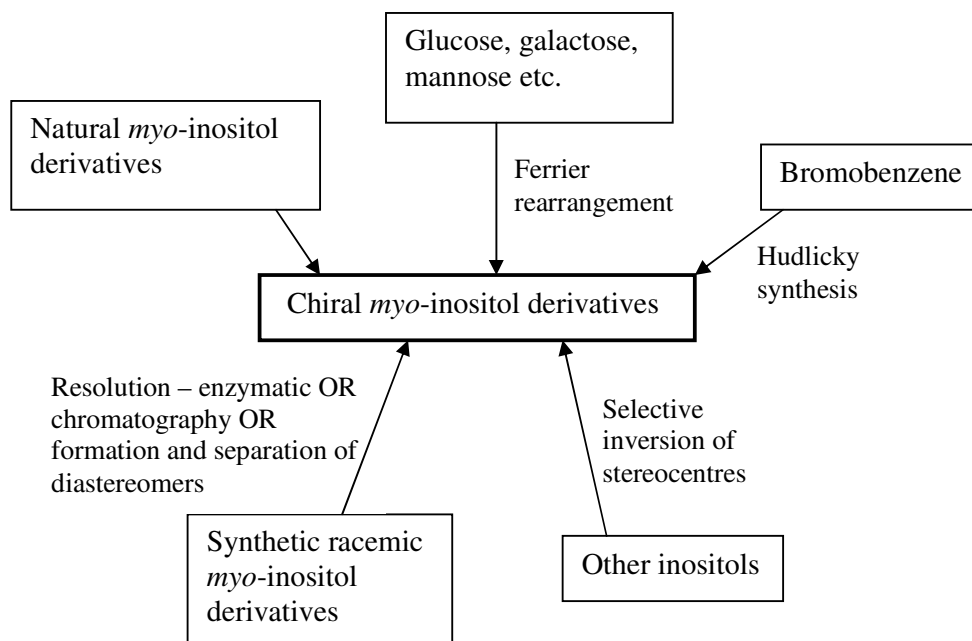 Glucose, galactose,
mannose etc.
Natural myo-inositol
derivatives
Ferrier
rearrangement
Bromobenzene
Hudlicky
synthesis
Chiral myo-inositol derivatives
Resolution – enzymatic OR
chromatography OR
formation and separation of
diastereomers
Selective
inversion of
stereocentres
Synthetic racemic
myo-inositol
derivatives
Other inositols